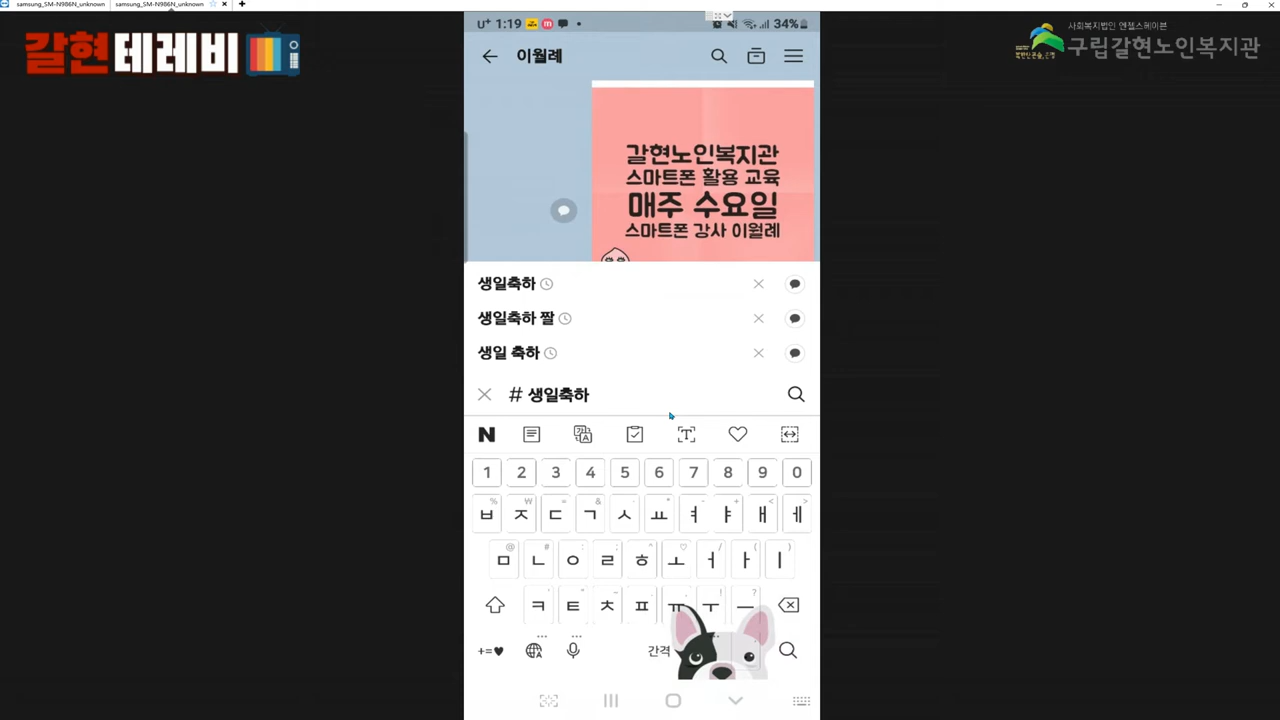 samsung_SM-N986N_unknown
samsung_SM-N986N_unknown
갈현테레비
사회복지법인 엔젤스헤이븐
구립갈현노인복지관
U+ 1:19
34%
이월례
갈현노인복지관
스마트폰 활용 교육
매주 수요일
스마트폰 강사 이월례
생일축하
생일축하 짤
생일 축하
# 생일축하
N
1 2 3 4 5 6 7 8 9 0
ㅂ ㅈ ㄷ ㄱ ㅅ ㅛ ㅕ ㅑ ㅐ ㅔ
ㅁ ㄴ ㅇ ㄹ ㅎ ㅗ ㅓ ㅏ ㅣ
ㅋ ㅌ ㅊ ㅍ ㅠ ㅜ ㅡ
+=♥
간격